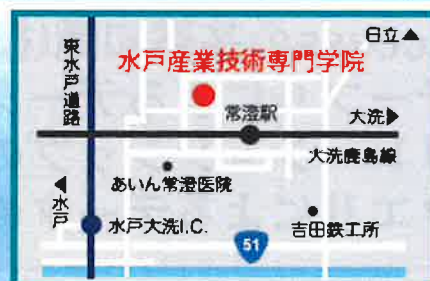 日立▲
東水戸道路
水戸産業技術専門学院
常澄駅
大洗▶
大洗鹿島線
◀水戸
あいん常澄医院
水戸大洗I.C.
吉田鉄工所
51